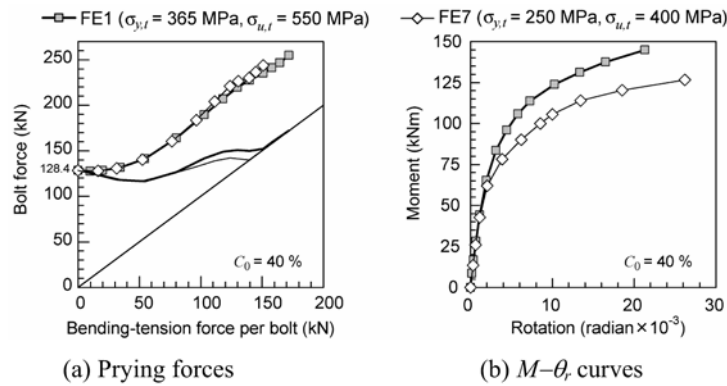 FE1 (σy,t = 365 MPa, σu,t = 550 MPa)
FE7 (σy,t = 250 MPa, σu,t = 400 MPa)
Bolt force (kN)
250
200
150
128.4
100
50
0
0
50
100
150
200
C0 = 40 %
Bending-tension force per bolt (kN)
(a) Prying forces
Moment (kNm)
150
125
100
75
50
25
0
0
10
20
30
C0 = 40 %
Rotation (radian×10-3)
(b) M−θr curves